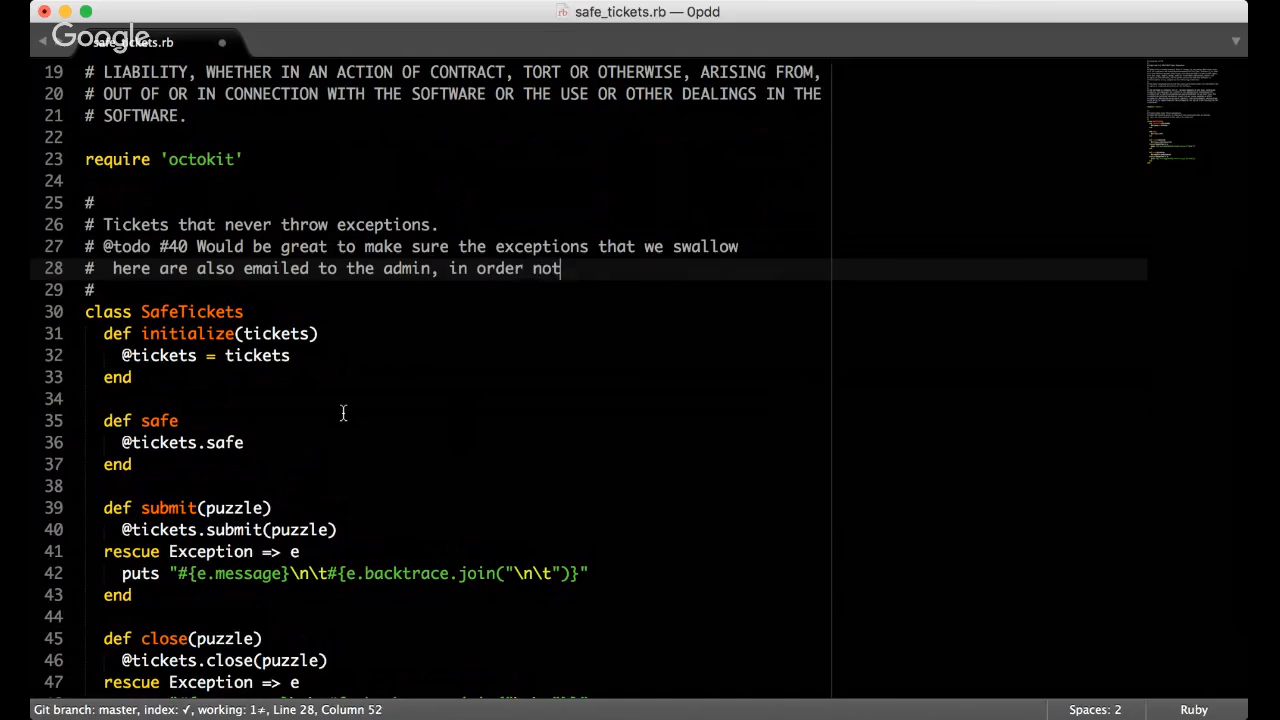 safe_tickets.rb — 0pdd
Google
safe_tickets.rb
19 # LIABILITY, WHETHER IN AN ACTION OF CONTRACT, TORT OR OTHERWISE, ARISING FROM,
20 # OUT OF OR IN CONNECTION WITH THE SOFTWARE OR THE USE OR OTHER DEALINGS IN THE
21 # SOFTWARE.
22
23 require 'octokit'
24
25 #
26 # Tickets that never throw exceptions.
27 # @todo #40 Would be great to make sure the exceptions that we swallow
28 #  here are also emailed to the admin, in order not
29 #
30 class SafeTickets
31   def initialize(tickets)
32     @tickets = tickets
33   end
34
35   def safe
36     @tickets.safe
37   end
38
39   def submit(puzzle)
40     @tickets.submit(puzzle)
41   rescue Exception => e
42     puts "#{e.message}\n\t#{e.backtrace.join("\n\t")}"
43   end
44
45   def close(puzzle)
46     @tickets.close(puzzle)
47   rescue Exception => e
Git branch: master, index: ✓, working: 1≠, Line 28, Column 52
Spaces: 2
Ruby